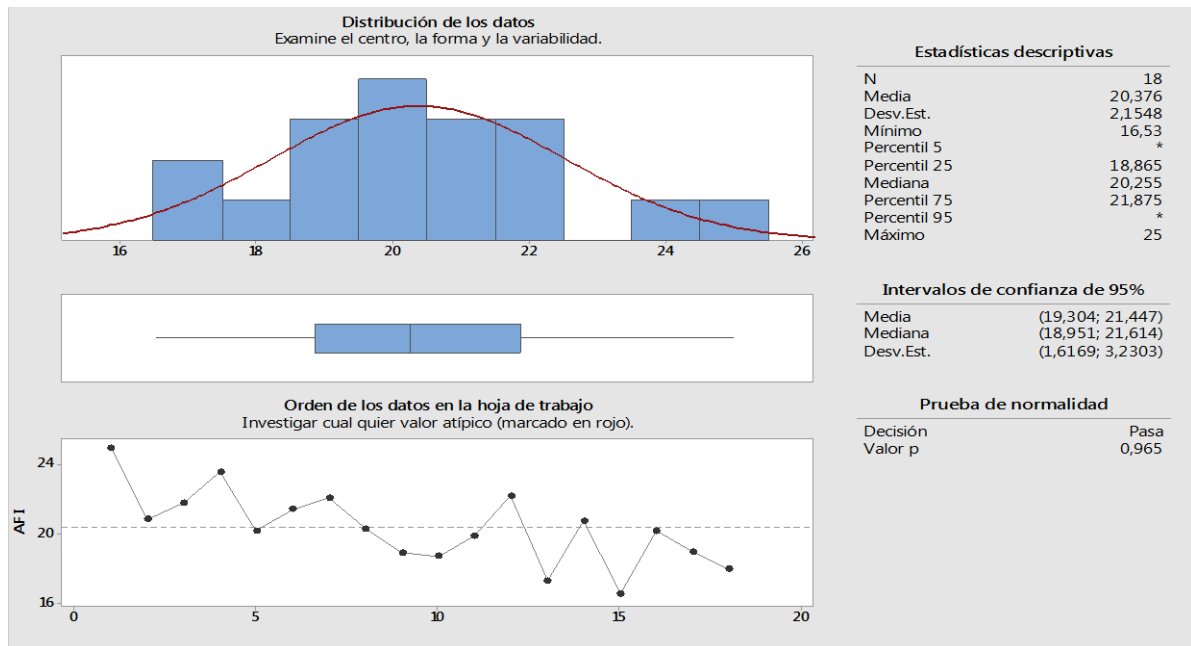 Distribución de los datos
Examine el centro, la forma y la variabilidad.
16 18 20 22 24 26
Estadísticas descriptivas
N 18
Media 20,376
Desv.Est. 2,1548
Mínimo 16,53
Percentil 5 *
Percentil 25 18,865
Mediana 20,255
Percentil 75 21,875
Percentil 95 *
Máximo 25
Intervalos de confianza de 95%
Media (19,304; 21,447)
Mediana (18,951; 21,614)
Desv.Est. (1,6169; 3,2303)
Orden de los datos en la hoja de trabajo
Investigar cual quier valor atípico (marcado en rojo).
AFI
24
20
16
0 5 10 15 20
Prueba de normalidad
Decisión Pasa
Valor p 0,965